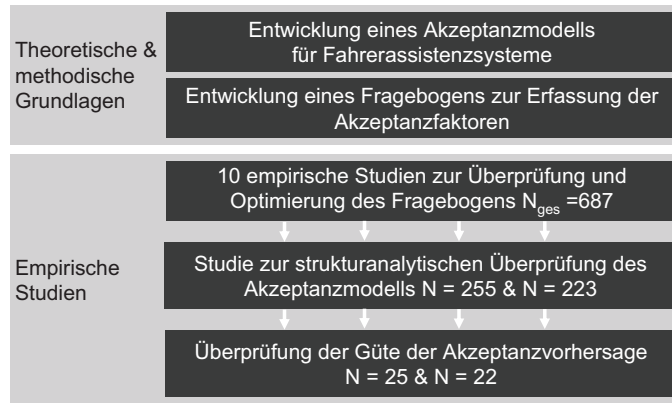 Theoretische &
methodische
Grundlagen
Entwicklung eines Akzeptanzmodells
für Fahrerassistenzsysteme
Entwicklung eines Fragebogens zur Erfassung der
Akzeptanzfaktoren
Empirische
Studien
10 empirische Studien zur Überprüfung und
Optimierung des Fragebogens N_ges =687
Studie zur strukturanalytischen Überprüfung des
Akzeptanzmodells N = 255 & N = 223
Überprüfung der Güte der Akzeptanzvorhersage
N = 25 & N = 22